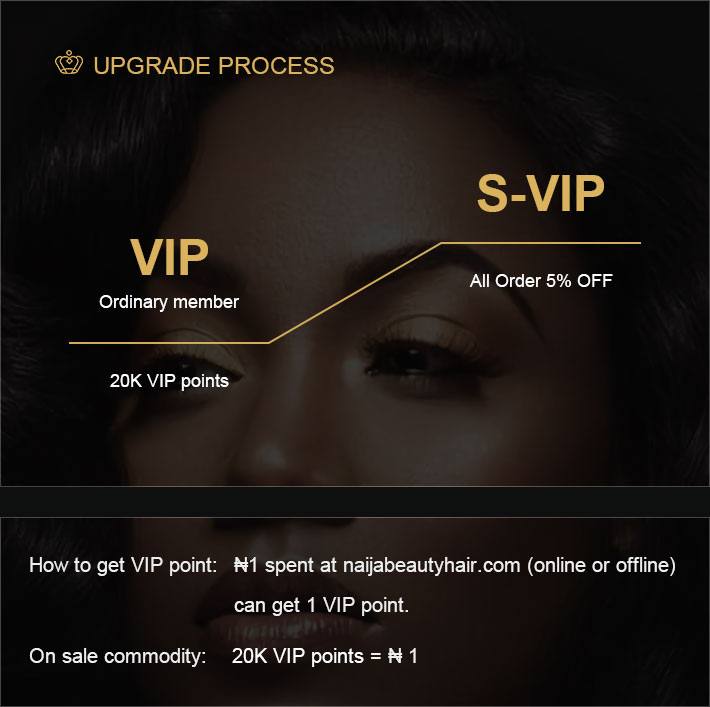 UPGRADE PROCESS
S-VIP
All Order 5% OFF
VIP
Ordinary member
20K VIP points
How to get VIP point: ₦1 spent at naijabeautyhair.com (online or offline)
can get 1 VIP point.
On sale commodity: 20K VIP points = ₦ 1